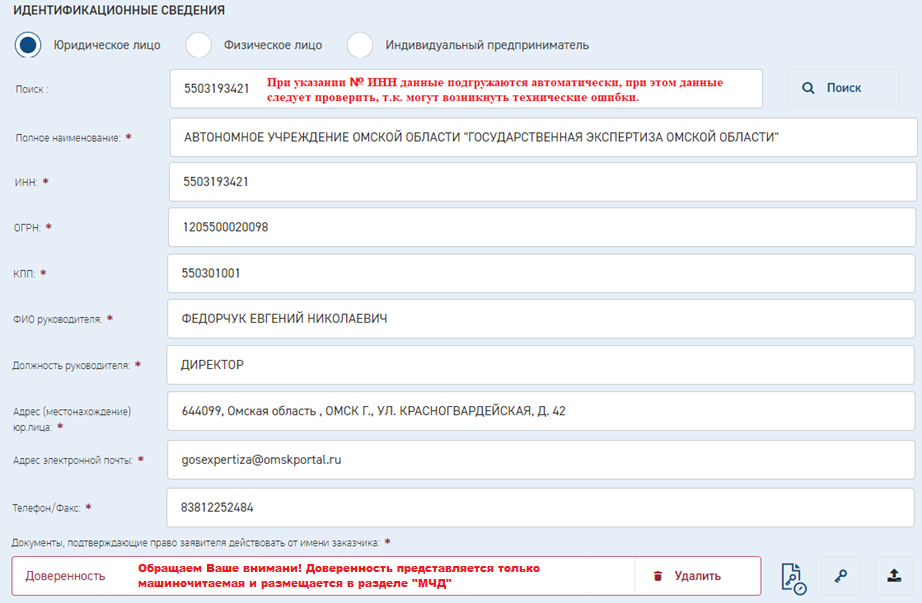 ИДЕНТИФИКАЦИОННЫЕ СВЕДЕНИЯ
Юридическое лицо Физическое лицо Индивидуальный предприниматель
Поиск : 5503193421 При указании № ИНН данные подгружаются автоматически, при этом данные
следует проверить, т.к. могут возникнуть технические ошибки. Поиск
Полное наименование: * АВТОНОМНОЕ УЧРЕЖДЕНИЕ ОМСКОЙ ОБЛАСТИ "ГОСУДАРСТВЕННАЯ ЭКСПЕРТИЗА ОМСКОЙ ОБЛАСТИ"
ИНН: * 5503193421
ОГРН: * 1205500020098
КПП: * 550301001
ФИО руководителя: * ФЕДОРЧУК ЕВГЕНИЙ НИКОЛАЕВИЧ
Должность руководителя: * ДИРЕКТОР
Адрес (местонахождение)
юр.лица: * 644099, Омская область , ОМСК Г., УЛ. КРАСНОГВАРДЕЙСКАЯ, Д. 42
Адрес электронной почты: * gosexpertiza@omskportal.ru
Телефон/Факс: * 83812252484
Документы, подтверждающие право заявителя действовать от имени заказчика: *
Доверенность Обращаем Ваше внимани! Доверенность представляется только
машиночитаемая и размещается в разделе "МЧД" Удалить